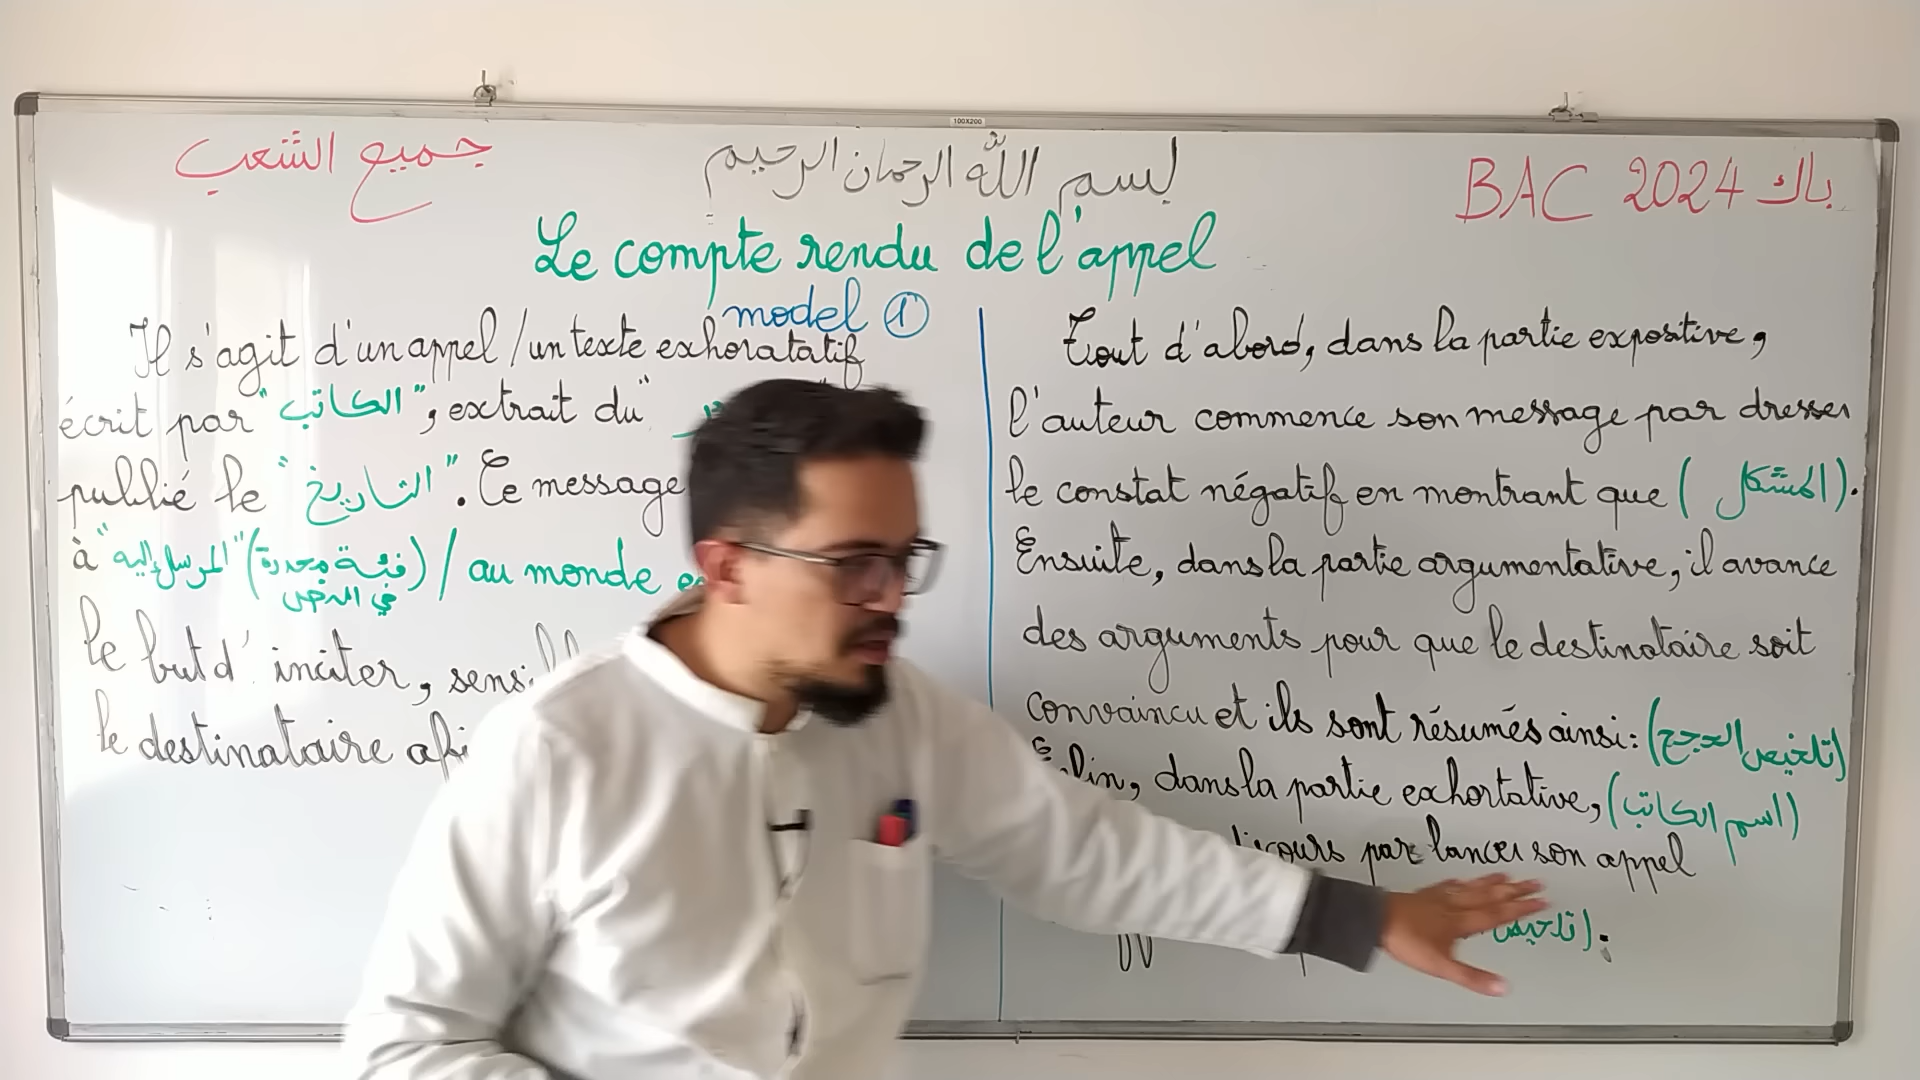 جميع الشعب
بسم اللّه الرحمان الرحيم
BAC 2024 باك
Le compte rendu de l'appel
model ①
Il s'agit d'un appel / un texte exhoratatif
écrit par "الكاتب", extrait du "
publié le "التاريخ". Ce message
à "المرسل إليه" (فئة محددة / au monde e
في النص
le but d' inciter, sensi
le destinataire afi
Tout d'abord, dans la partie expositive,
l'auteur commence son message par dresser
le constat négatif en montrant que (المشكل).
Ensuite, dans la partie argumentative, il avance
des arguments pour que le destinataire soit
convaincu et ils sont résumés ainsi: (تلخيص الحجج)
dans la partie exhortative, (اسم الكاتب)
par lancer son appel
(تلخيص .
100X200